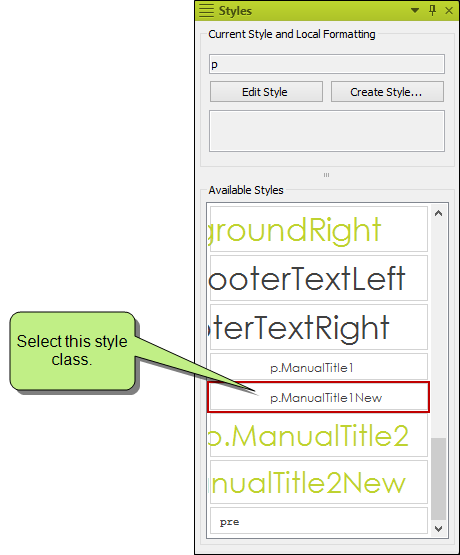 Styles
Current Style and Local Formatting
p
Edit Style
Create Style...
Available Styles
groundRight
ooterTextLeft
oterTextRight
p.ManualTitle1
Select this style
class.
p.ManualTitle1New
p.ManualTitle2
nualTitle2New
pre